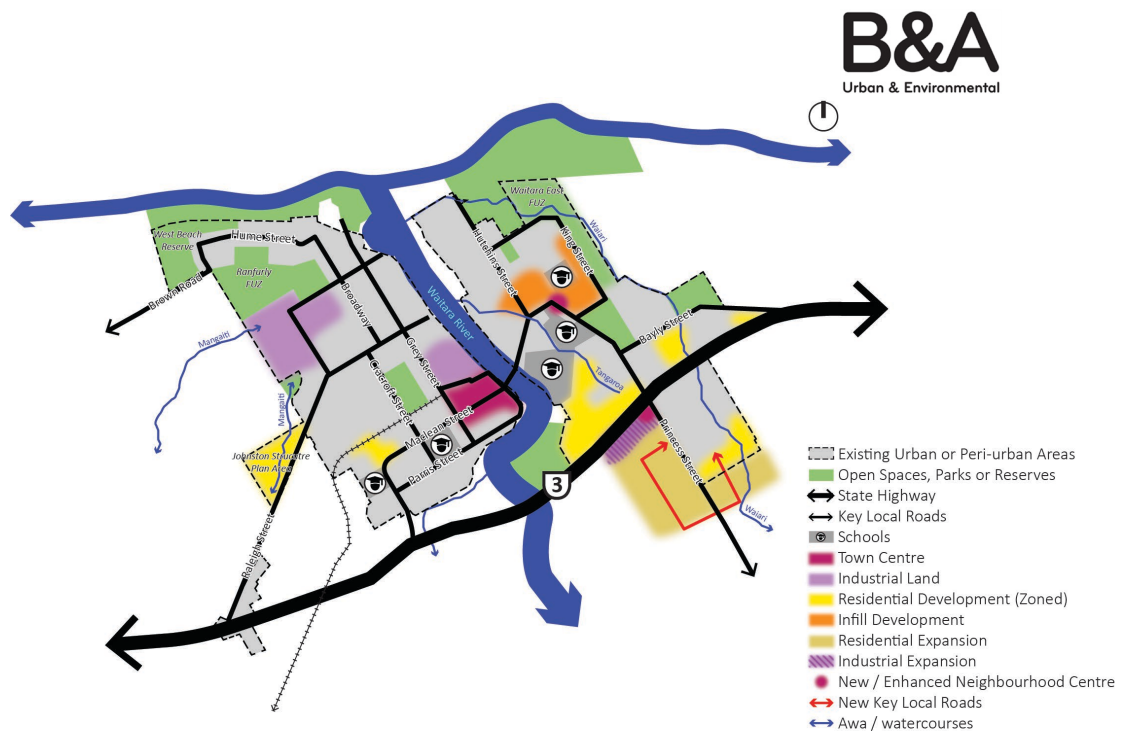 B&A
Urban & Environmental
Waitara East
FUZ
Waiari
West Beach
Reserve
Hume Street
King Street
Hutchins Street
Ranfurly
FUZ
Brown Road
Broadway
Waitara River
Mangaiti
Bayly Street
Grey Street
Cracroft Street
Tangaroa
Mangaiti
Maclean Street
Princess Street
Johnston Structre
Plan Area
Parris Street
3
Waiari
Raleigh Street
Existing Urban or Peri-urban Areas
Open Spaces, Parks or Reserves
State Highway
Key Local Roads
Schools
Town Centre
Industrial Land
Residential Development (Zoned)
Infill Development
Residential Expansion
Industrial Expansion
New / Enhanced Neighbourhood Centre
New Key Local Roads
Awa / watercourses